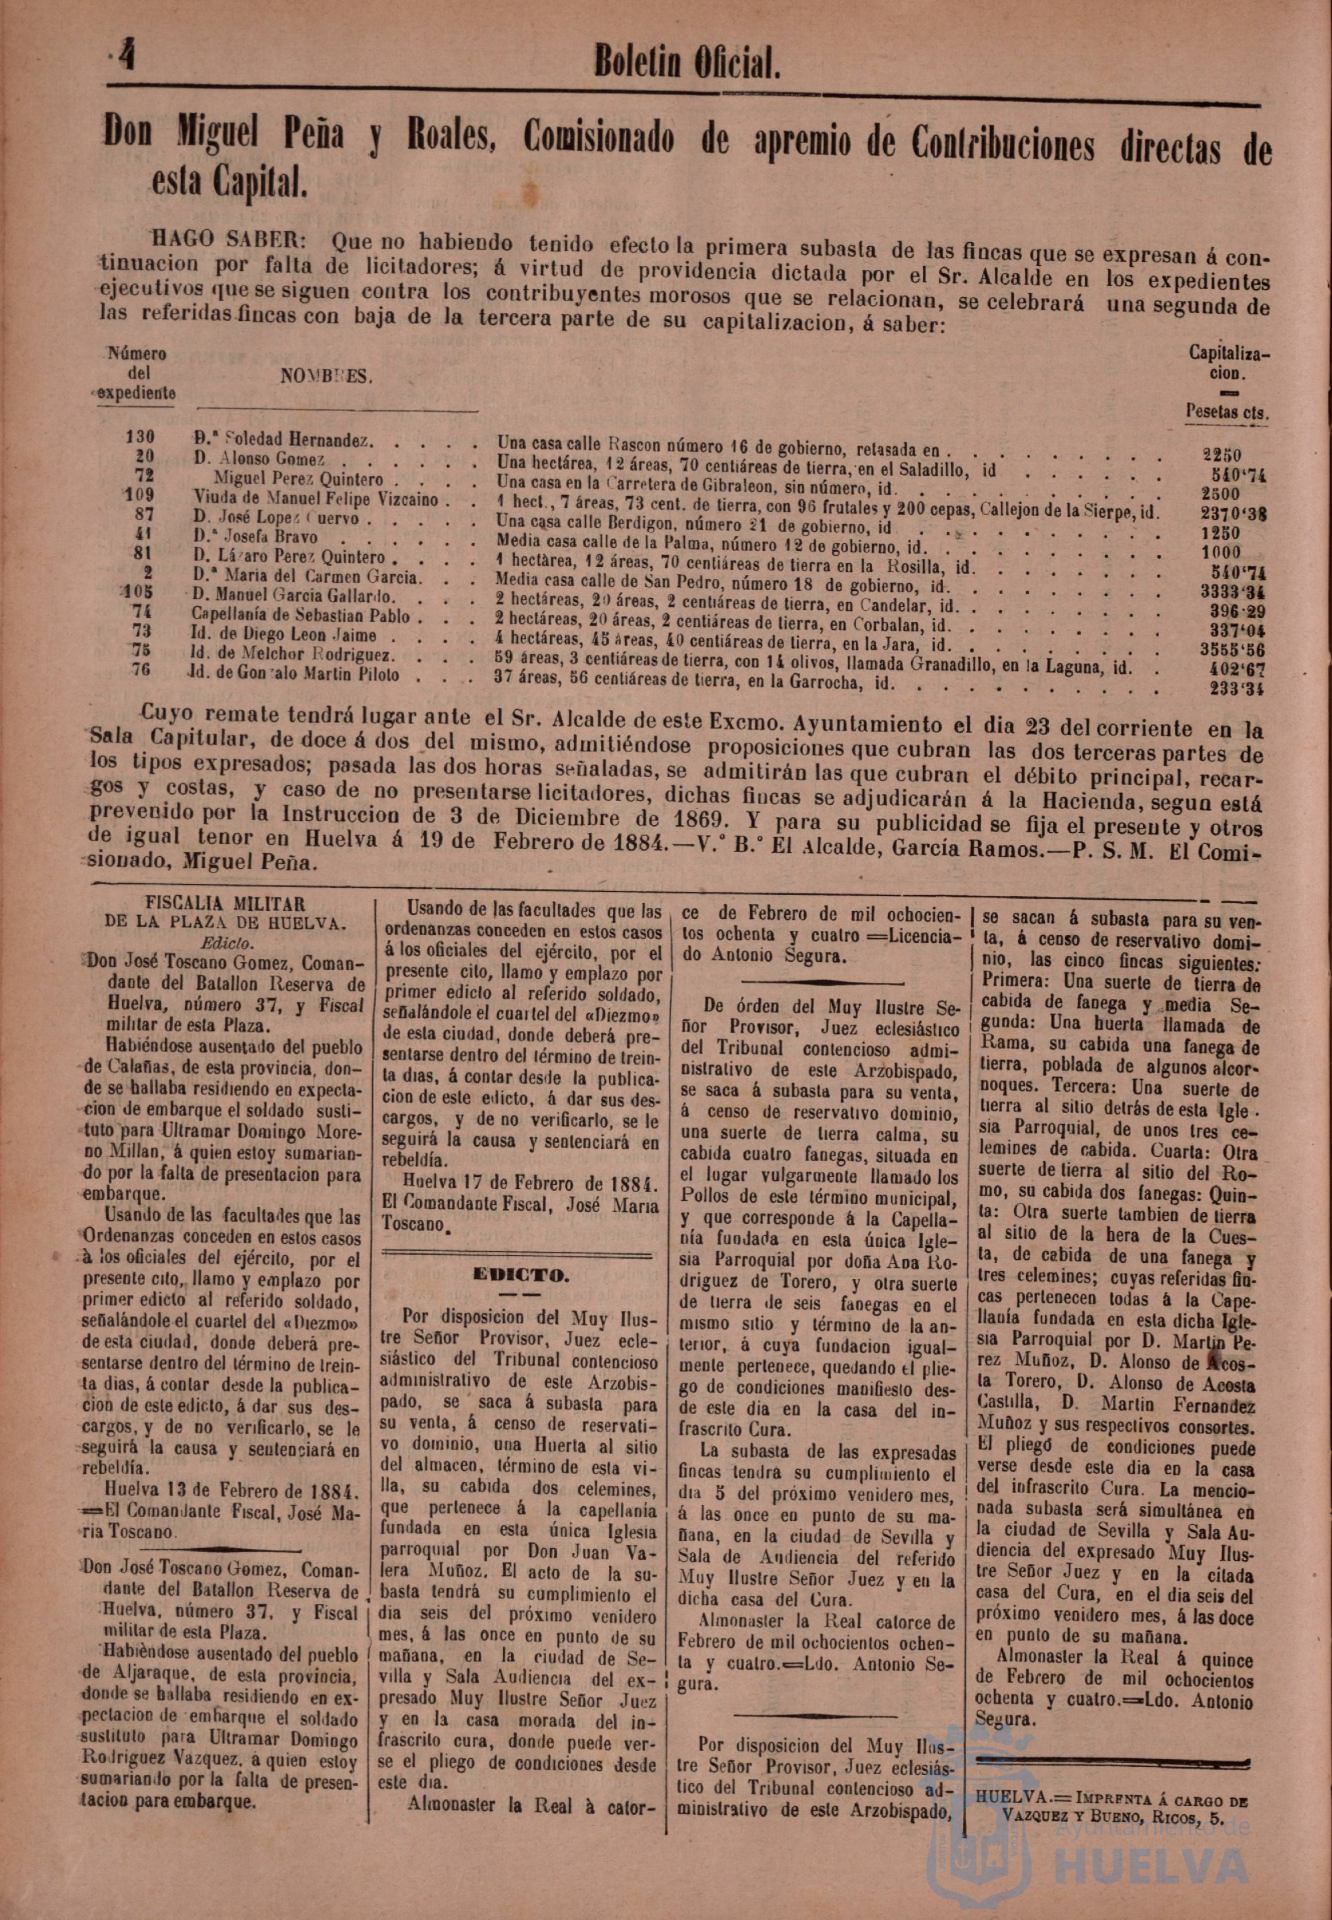 4
Boletin Oficial.
Don Miguel Peña y Roales, Comisionado de apremio de Contribuciones directas de
esta Capital.
HAGO SABER: Que no habiendo tenido efecto la primera subasta de las fincas que se expresan á con-
tinuacion por falta de licitadores; á virtud de providencia dictada por el Sr. Alcalde en los expedientes
ejecutivos que se siguen contra los contribuyentes morosos que se relacionan, se celebrará una segunda de
las referidas fincas con baja de la tercera parte de su capitalizacion, á saber:
Número del expediente NOMBRES. Capitaliza-cion. — Pesetas cts.
130 D.ª Soledad Hernandez. . . . . Una casa calle Rascon número 16 de gobierno, retasada en . . . . . . . . 2250
20 D. Alonso Gomez . . . . . . Una hectárea, 12 áreas, 70 centiáreas de tierra, en el Saladillo, id . . . . . . 540‘74
72 Miguel Perez Quintero . . . . Una casa en la Carretera de Gibraleon, sin número, id. . . . . . . . . . 2500
109 Viuda de Manuel Felipe Vizcaino . . 1 hect., 7 áreas, 73 cent. de tierra, con 96 frutales y 200 cepas, Callejon de la Sierpe, id. 2370‘38
87 D. José Lopez Cuervo . . . . . Una casa calle Berdigon, número 21 de gobierno, id . . . . . . . . . 1250
41 D.ª Josefa Bravo . . . . . . Media casa calle de la Palma, número 12 de gobierno, id. . . . . . . . . 1000
81 D. Lázaro Perez Quintero . . . . 1 hectàrea, 12 áreas, 70 centiáreas de tierra en la Rosilla, id. . . . . . . 540‘74
2 D.ª Maria del Carmen Garcia. . . . Media casa calle de San Pedro, número 18 de gobierno, id. . . . . . . . 3333‘34
105 D. Manuel Garcia Gallardo. . . . . 2 hectáreas, 20 áreas, 2 centiáreas de tierra, en Candelar, id. . . . . . . . 396·29
74 Capellanía de Sebastian Pablo . . . 2 hectáreas, 20 áreas, 2 centiáreas de tierra, en Corbalan, id. . . . . . . . 337‘04
73 Id. de Diego Leon Jaime . . . . 4 hectáreas, 45 áreas, 40 centiáreas de tierra, en la Jara, id. . . . . . . . 3555‘56
75 Id. de Melchor Rodriguez. . . . 59 áreas, 3 centiáreas de tierra, con 14 olivos, llamada Granadillo, en la Laguna, id. . 402‘67
76 Id. de Gonzalo Martin Piloto . . . 37 áreas, 56 centiáreas de tierra, en la Garrocha, id. . . . . . . . . . 233‘34
Cuyo remate tendrá lugar ante el Sr. Alcalde de este Excmo. Ayuntamiento el dia 23 del corriente en la
Sala Capitular, de doce á dos del mismo, admitiéndose proposiciones que cubran las dos terceras partes de
los tipos expresados; pasada las dos horas señaladas, se admitirán las que cubran el débito principal, recar-
gos y costas, y caso de no presentarse licitadores, dichas fincas se adjudicarán á la Hacienda, segun está
prevenido por la Instruccion de 3 de Diciembre de 1869. Y para su publicidad se fija el presente y otros
de igual tenor en Huelva á 19 de Febrero de 1884.—V.° B.° El Alcalde, García Ramos.—P. S. M. El Comi-
sionado, Miguel Peña.
FISCALIA MILITAR
DE LA PLAZA DE HUELVA.
Edicto.
Don José Toscano Gomez, Coman-
dante del Batallon Reserva de
Huelva, número 37, y Fiscal
militar de esta Plaza.
Habiéndose ausentado del pueblo
de Calañas, de esta provincia, don-
de se hallaba residiendo en expecta-
cion de embarque el soldado susti-
tuto para Ultramar Domingo More-
no Millan, á quien estoy sumarian-
do por la falta de presentacion para
embarque.
Usando de las facultades que las
Ordenanzas conceden en estos casos
à los oficiales del ejército, por el
presente cito, llamo y emplazo por
primer edicto al referido soldado,
señalándole el cuartel del «Diezmo»
de esta ciudad, donde deberá pre-
sentarse dentro del término de trein-
ta dias, á contar desde la publica-
cion de este edicto, á dar sus des-
cargos, y de no verificarlo, se le
seguirá la causa y sentenciará en
rebeldía.
Huelva 13 de Febrero de 1884.
=El Comandante Fiscal, José Ma-
ria Toscano.
Don José Toscano Gomez, Coman-
dante del Batallon Reserva de
Huelva, número 37, y Fiscal
militar de esta Plaza.
Habièndose ausentado del pueblo
de Aljaraque, de esta provincia,
donde se hallaba residiendo en ex-
pectacion de embarque el soldado
sustituto para Ultramar Domingo
Rodriguez Vazquez, á quien estoy
sumariando por la falta de presen-
tacion para embarque.
Usando de las facultades que las
ordenanzas conceden en estos casos
á los oficiales del ejército, por el
presente cito, llamo y emplazo por
primer edicto al referido soldado,
señalándole el cuartel del «Diezmo»
de esta ciudad, donde deberá pre-
sentarse dentro del término de trein-
ta dias, á contar desde la publica-
cion de este edicto, á dar sus des-
cargos, y de no verificarlo, se le
seguirá la causa y sentenciará en
rebeldía.
Huelva 17 de Febrero de 1884.
El Comandante Fiscal, José Maria
Toscano.
EDICTO.
Por disposicion del Muy Ilus-
tre Señor Provisor, Juez ecle-
siástico del Tribunal contencioso
administrativo de este Arzobis-
pado, se saca á subasta para
su venta, á censo de reservati-
vo dominio, una Huerta al sitio
del almacen, término de esta vi-
lla, su cabida dos celemines,
que pertenece á la capellanía
fundada en esta única Iglesia
parroquial por Don Juan Va-
lera Muñoz. El acto de la su-
basta tendrá su cumplimiento el
dia seis del próximo venidero
mes, á las once en punto de su
mañana, en la ciudad de Se-
villa y Sala Audiencia del ex-
presado Muy Ilustre Señor Juez
y en la casa morada del in-
frascrito cura, donde puede ver-
se el pliego de condiciones desde
este dia.
Almonaster la Real à cator-
ce de Febrero de mil ochocien-
tos ochenta y cuatro =Licencia-
do Antonio Segura.
De órden del Muy Ilustre Se-
ñor Provisor, Juez eclesiástico
del Tribunal contencioso admi-
nistrativo de este Arzobispado,
se saca á subasta para su venta,
á censo de reservativo dominio,
una suerte de tierra calma, su
cabida cuatro fanegas, situada en
el lugar vulgarmente llamado los
Pollos de este término municipal,
y que corresponde á la Capella-
nía fundada en esta única Igle-
sia Parroquial por doña Ana Ro-
driguez de Torero, y otra suerte
de tierra de seis fanegas en el
mismo sitio y término de la an-
terior, á cuya fundacion igual-
mente pertenece, quedando el plie-
go de condiciones manifiesto des-
de este dia en la casa del in-
frascrito Cura.
La subasta de las expresadas
fincas tendrá su cumplimiento el
dia 5 del próximo venidero mes,
á las once en punto de su ma-
ñana, en la ciudad de Sevilla y
Sala de Audiencia del referido
Muy Ilustre Señor Juez y en la
dicha casa del Cura.
Almonaster la Real catorce de
Febrero de mil ochocientos ochen-
ta y cuatro.=Ldo. Antonio Se-
gura.
Por disposicion del Muy Ilus-
tre Señor Provisor, Juez eclesiás-
tico del Tribunal contencioso ad-
ministrativo de este Arzobispado,
se sacan á subasta para su ven-
ta, á censo de reservativo domi-
nio, las cinco fincas siguientes:
Primera: Una suerte de tierra de
cabida de fanega y media Se-
gunda: Una huerta llamada de
Rama, su cabida una fanega de
tierra, poblada de algunos alcor-
noques. Tercera: Una suerte de
tierra al sitio detrás de esta Igle-
sia Parroquial, de unos tres ce-
lemines de cabida. Cuarta: Otra
suerte de tierra al sitio del Ro-
mo, su cabida dos fanegas: Quin-
ta: Otra suerte tambien de tierra
al sitio de la hera de la Cues-
ta, de cabida de una fanega y
tres celemines; cuyas referidas fin-
cas pertenecen todas á la Cape-
llanía fundada en esta dicha Igle-
sia Parroquial por D. Martin Pe-
rez Muñoz, D. Alonso de Acos-
ta Torero, D. Alonso de Acosta
Castilla, D. Martin Fernandez
Muñoz y sus respectivos consortes.
El pliego de condiciones puede
verse desde este dia en la casa
del infrascrito Cura. La mencio-
nada subasta será simultánea en
la ciudad de Sevilla y Sala Au-
diencia del expresado Muy Ilus-
tre Señor Juez y en la citada
casa del Cura, en el dia seis del
próximo venidero mes, á las doce
en punto de su mañana.
Almonaster la Real á quince
de Febrero de mil ochocientos
ochenta y cuatro.=Ldo. Antonio
Segura.
HUELVA.=IMPRENTA Á CARGO DE
VAZQUEZ Y BUENO, RICOS, 5.
Ayuntamiento de
HUELVA